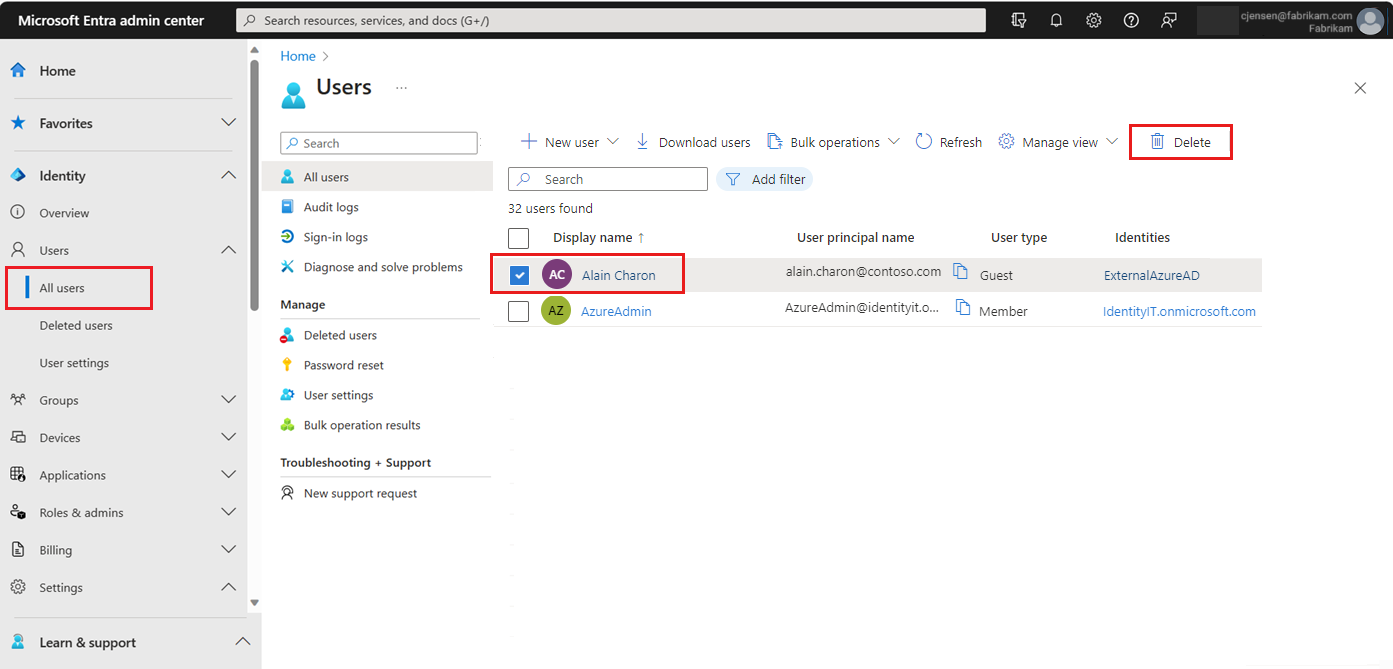 Microsoft Entra admin center
Search resources, services, and docs (G+/)
cjensen@fabrikam.com
Fabrikam
Home
Favorites
Identity
Overview
Users
All users
Deleted users
User settings
Groups
Devices
Applications
Roles & admins
Billing
Settings
Learn & support
Home >
Users ...
Search
All users
Audit logs
Sign-in logs
Diagnose and solve problems
Manage
Deleted users
Password reset
User settings
Bulk operation results
Troubleshooting + Support
New support request
New user Download users Bulk operations Refresh Manage view Delete
Search Add filter
32 users found
Display name ↑ User principal name User type Identities
AC Alain Charon alain.charon@contoso.com Guest ExternalAzureAD
AZ AzureAdmin AzureAdmin@identityit.o... Member IdentityIT.onmicrosoft.com